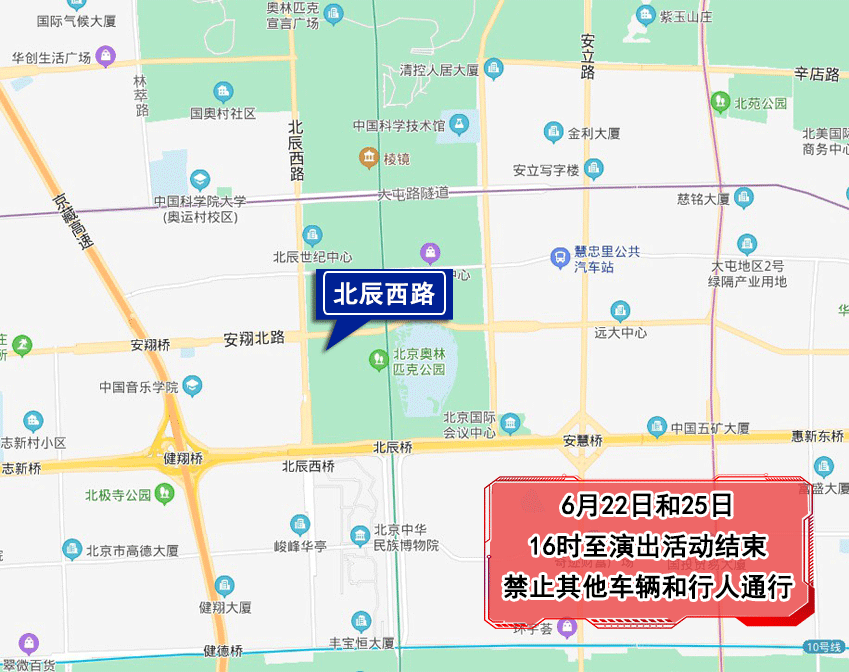 国际气候大厦
奥林匹克
宣言广场
紫玉山庄
华创生活广场
安立路
清控人居大厦
辛店路
林萃路
国奥村社区
北苑公园
中国科学技术馆
金利大厦
北美国际
商务中心
北辰西路
棱镜
安立写字楼
大屯路隧道
慈铭大厦
中国科学院大学
(奥运村校区)
京藏高速
慧忠里公共
汽车站
北辰世纪中心
中心
大屯地区2号
绿隔产业用地
北辰西路
远大中心
安翔桥
安翔北路
北京奥林
匹克公园
中国音乐学院
北京国际
会议中心
中国五矿大厦
志新村小区
北辰桥
安慧桥
惠新东桥
志新桥
健翔桥
北辰西桥
富盛大厦
北极寺公园
6月22日和25日
16时至演出活动结束
禁止其他车辆和行人通行
北京市高德大厦
峻峰华亭
北京中华
民族博物院
健翔大厦
环宇荟
丰宝恒大厦
健德桥
10号线
翠微百货